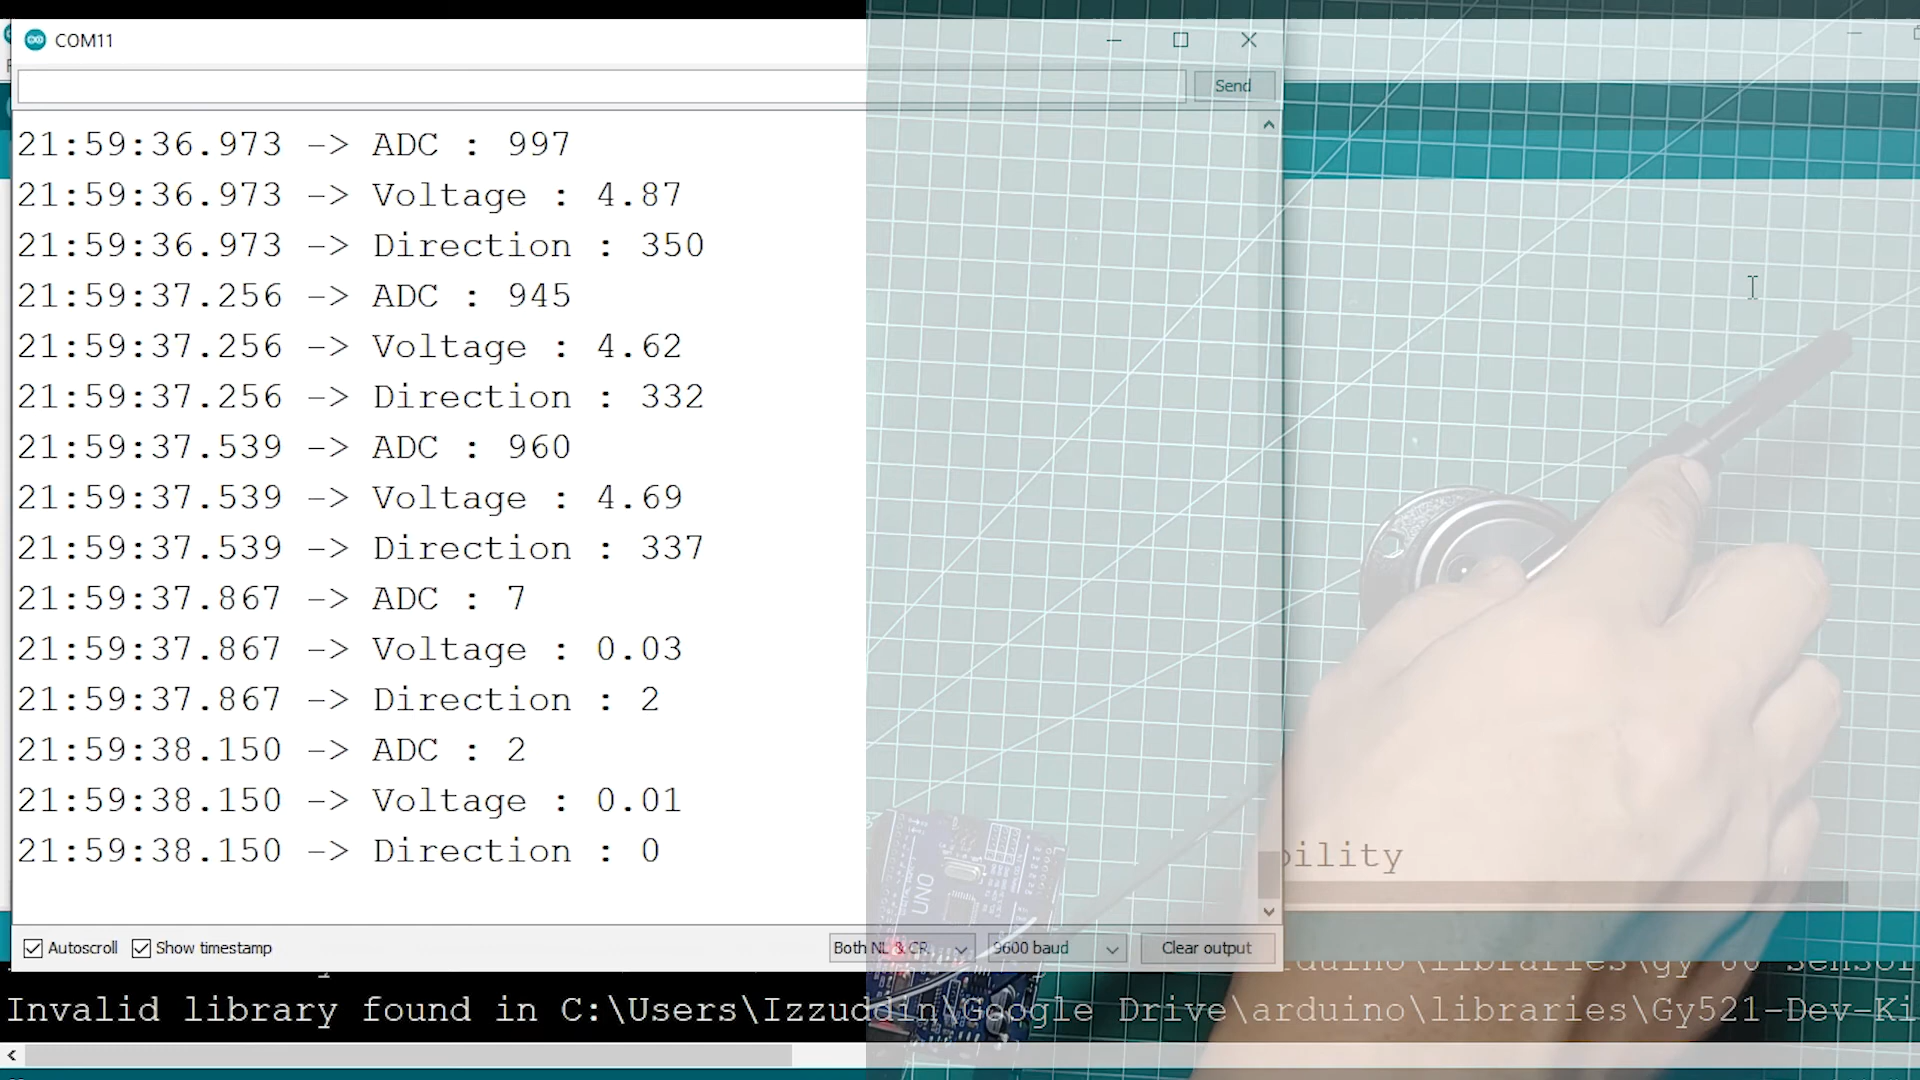 COM11
Send
21:59:36.973 -> ADC : 997
21:59:36.973 -> Voltage : 4.87
21:59:36.973 -> Direction : 350
21:59:37.256 -> ADC : 945
21:59:37.256 -> Voltage : 4.62
21:59:37.256 -> Direction : 332
21:59:37.539 -> ADC : 960
21:59:37.539 -> Voltage : 4.69
21:59:37.539 -> Direction : 337
21:59:37.867 -> ADC : 7
21:59:37.867 -> Voltage : 0.03
21:59:37.867 -> Direction : 2
21:59:38.150 -> ADC : 2
21:59:38.150 -> Voltage : 0.01
21:59:38.150 -> Direction : 0
bility
UNO
Autoscroll Show timestamp Both NL & CR 9600 baud Clear output
Invalid library found in C:\Users\Izzuddin\Google Drive\arduino\libraries\Gy521-Dev-Ki